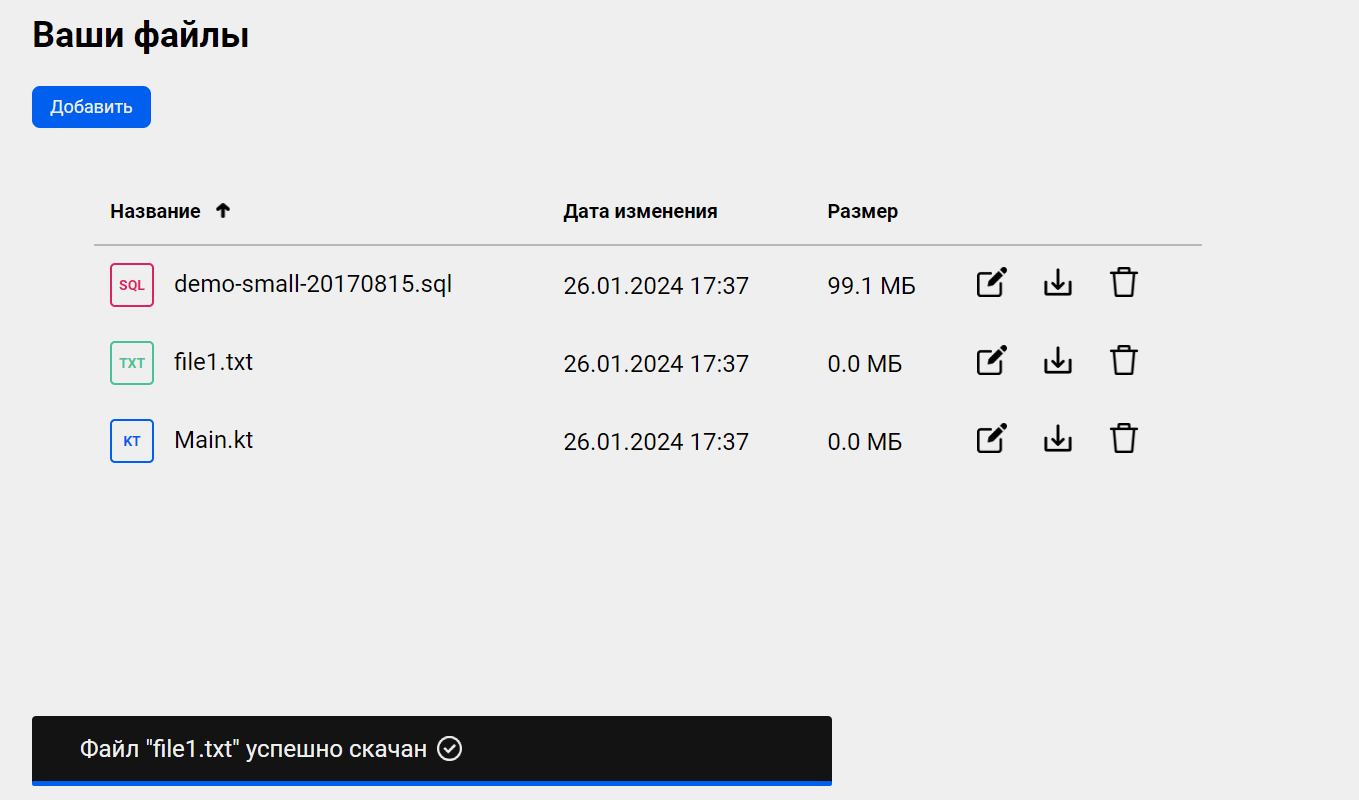 Ваши файлы
Добавить
Название Дата изменения Размер
SQL demo-small-20170815.sql 26.01.2024 17:37 99.1 МБ
TXT file1.txt 26.01.2024 17:37 0.0 МБ
KT Main.kt 26.01.2024 17:37 0.0 МБ
Файл "file1.txt" успешно скачан